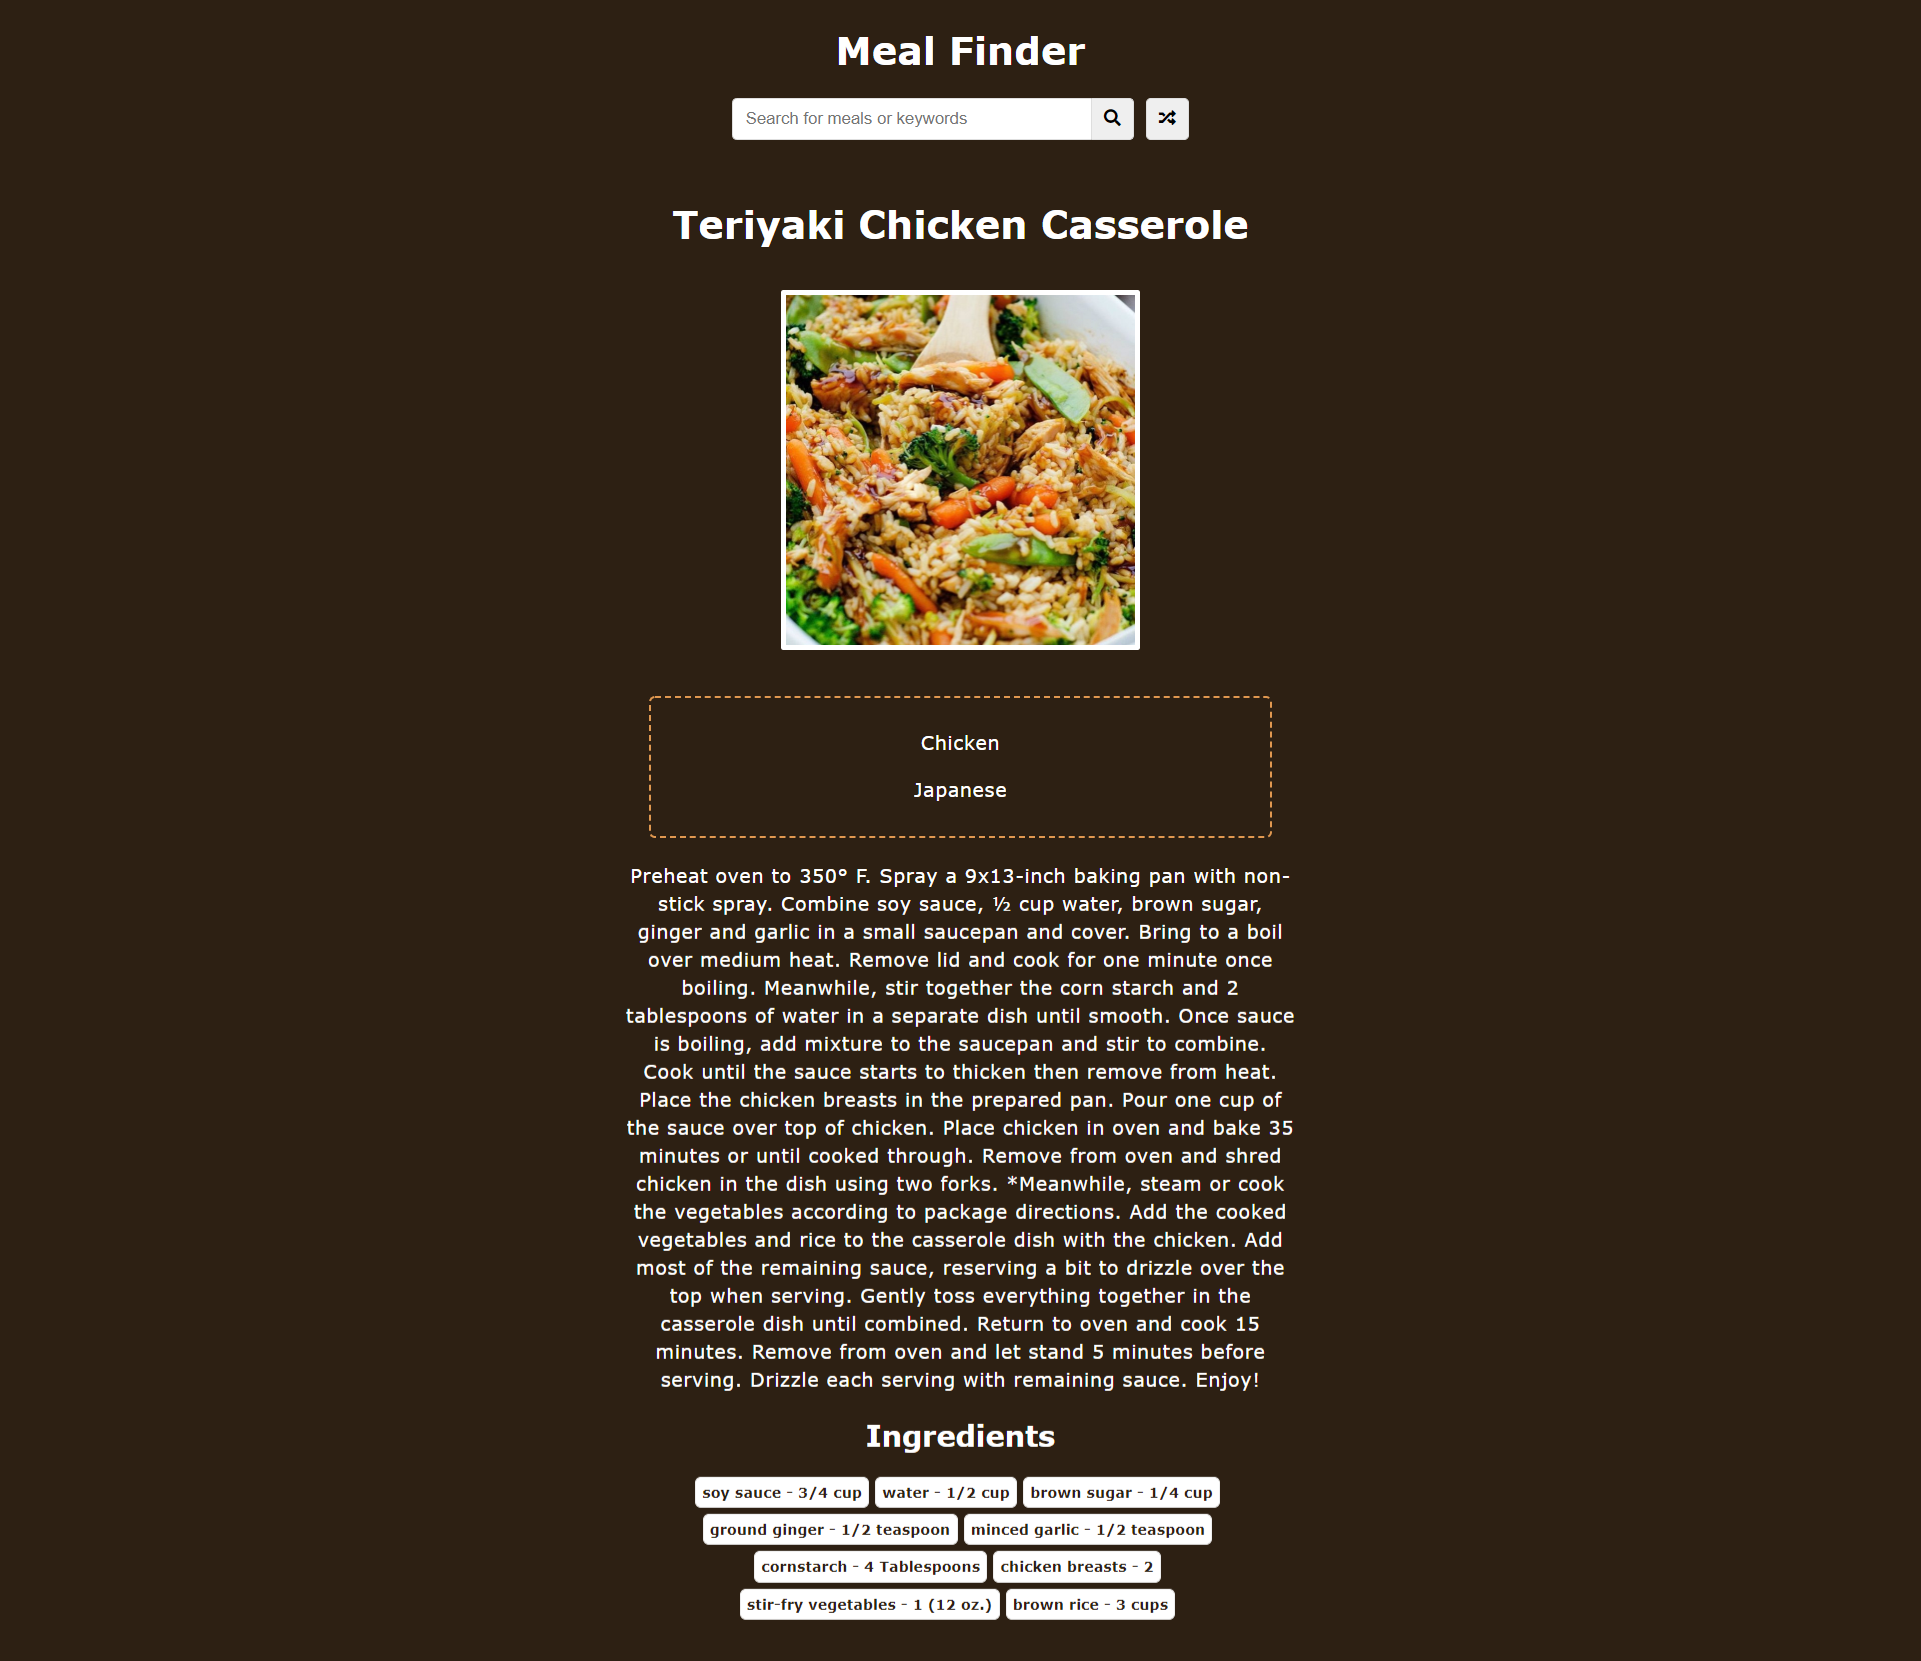 Meal Finder
Search for meals or keywords
Teriyaki Chicken Casserole
Chicken
Japanese
Preheat oven to 350° F. Spray a 9x13-inch baking pan with non-
stick spray. Combine soy sauce, ½ cup water, brown sugar,
ginger and garlic in a small saucepan and cover. Bring to a boil
over medium heat. Remove lid and cook for one minute once
boiling. Meanwhile, stir together the corn starch and 2
tablespoons of water in a separate dish until smooth. Once sauce
is boiling, add mixture to the saucepan and stir to combine.
Cook until the sauce starts to thicken then remove from heat.
Place the chicken breasts in the prepared pan. Pour one cup of
the sauce over top of chicken. Place chicken in oven and bake 35
minutes or until cooked through. Remove from oven and shred
chicken in the dish using two forks. *Meanwhile, steam or cook
the vegetables according to package directions. Add the cooked
vegetables and rice to the casserole dish with the chicken. Add
most of the remaining sauce, reserving a bit to drizzle over the
top when serving. Gently toss everything together in the
casserole dish until combined. Return to oven and cook 15
minutes. Remove from oven and let stand 5 minutes before
serving. Drizzle each serving with remaining sauce. Enjoy!
Ingredients
soy sauce - 3/4 cup water - 1/2 cup brown sugar - 1/4 cup
ground ginger - 1/2 teaspoon minced garlic - 1/2 teaspoon
cornstarch - 4 Tablespoons chicken breasts - 2
stir-fry vegetables - 1 (12 oz.) brown rice - 3 cups